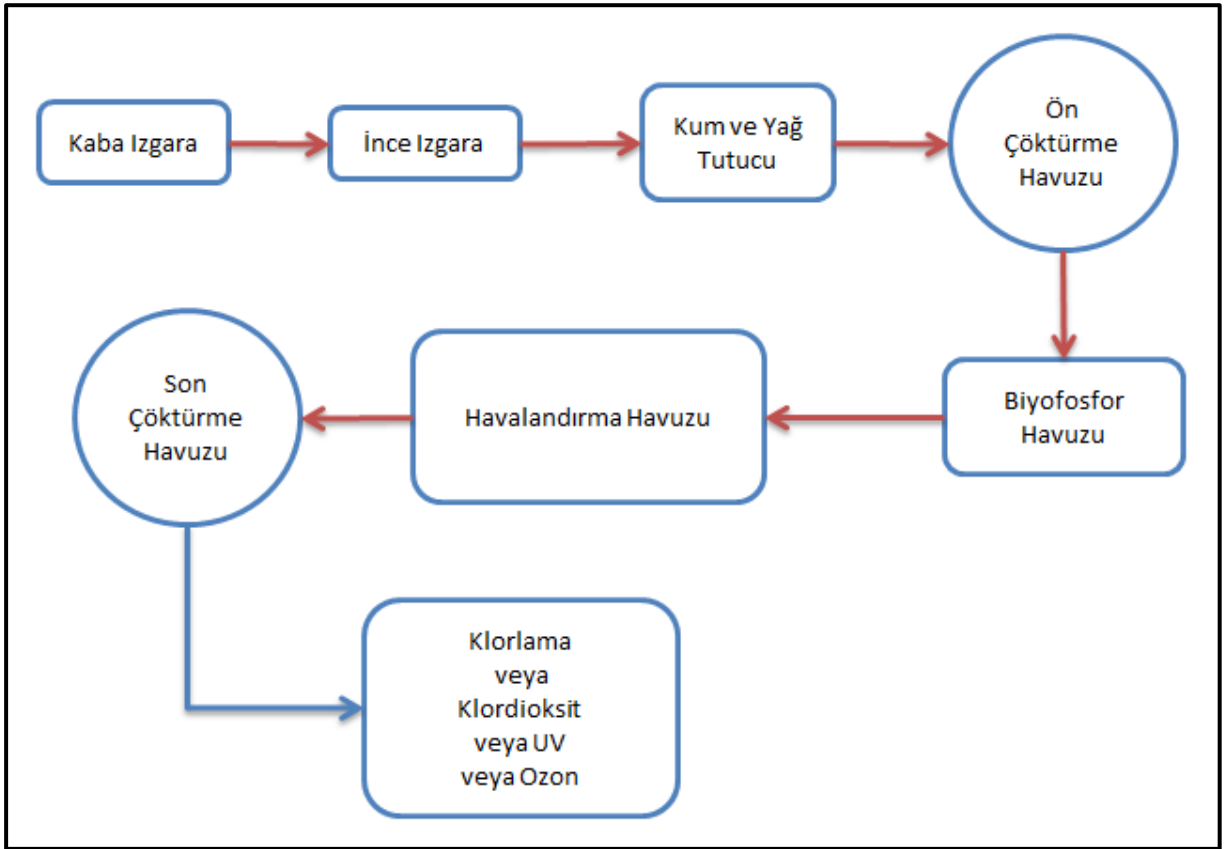 Kaba Izgara
İnce Izgara
Kum ve Yağ
Tutucu
Ön
Çöktürme
Havuzu
Biyofosfor
Havuzu
Havalandırma Havuzu
Son
Çöktürme
Havuzu
Klorlama
veya
Klordioksit
veya UV
veya Ozon